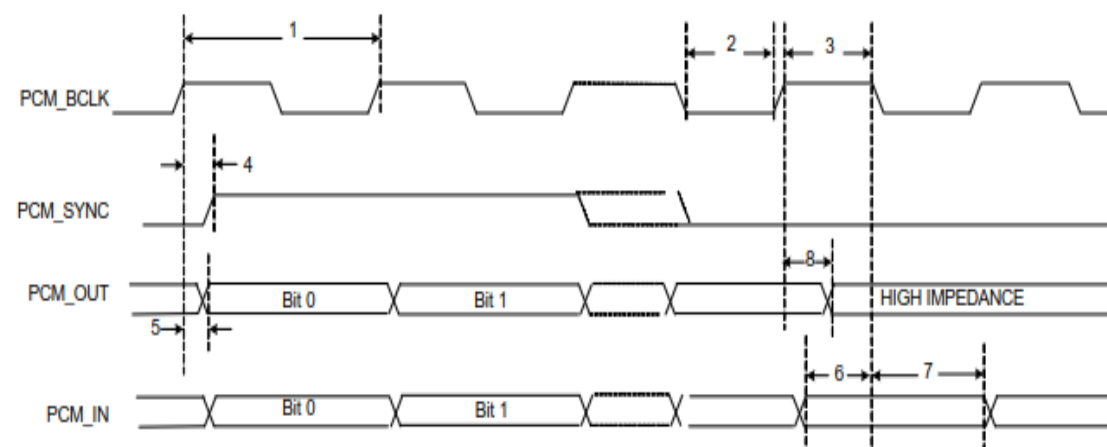 1
2
3
PCM_BCLK
4
PCM_SYNC
8
PCM_OUT
Bit 0
Bit 1
HIGH IMPEDANCE
5
6
7
PCM_IN
Bit 0
Bit 1